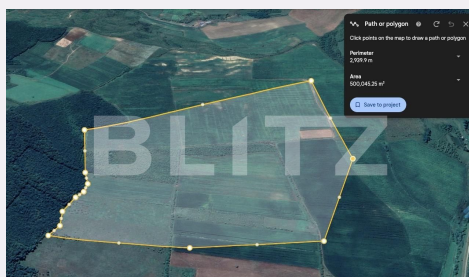 Path or polygon
Click points on the map to draw a path or polygon
Perimeter
2,939.9 m
Area
500,045.25 m²
Save to project
BLITZ